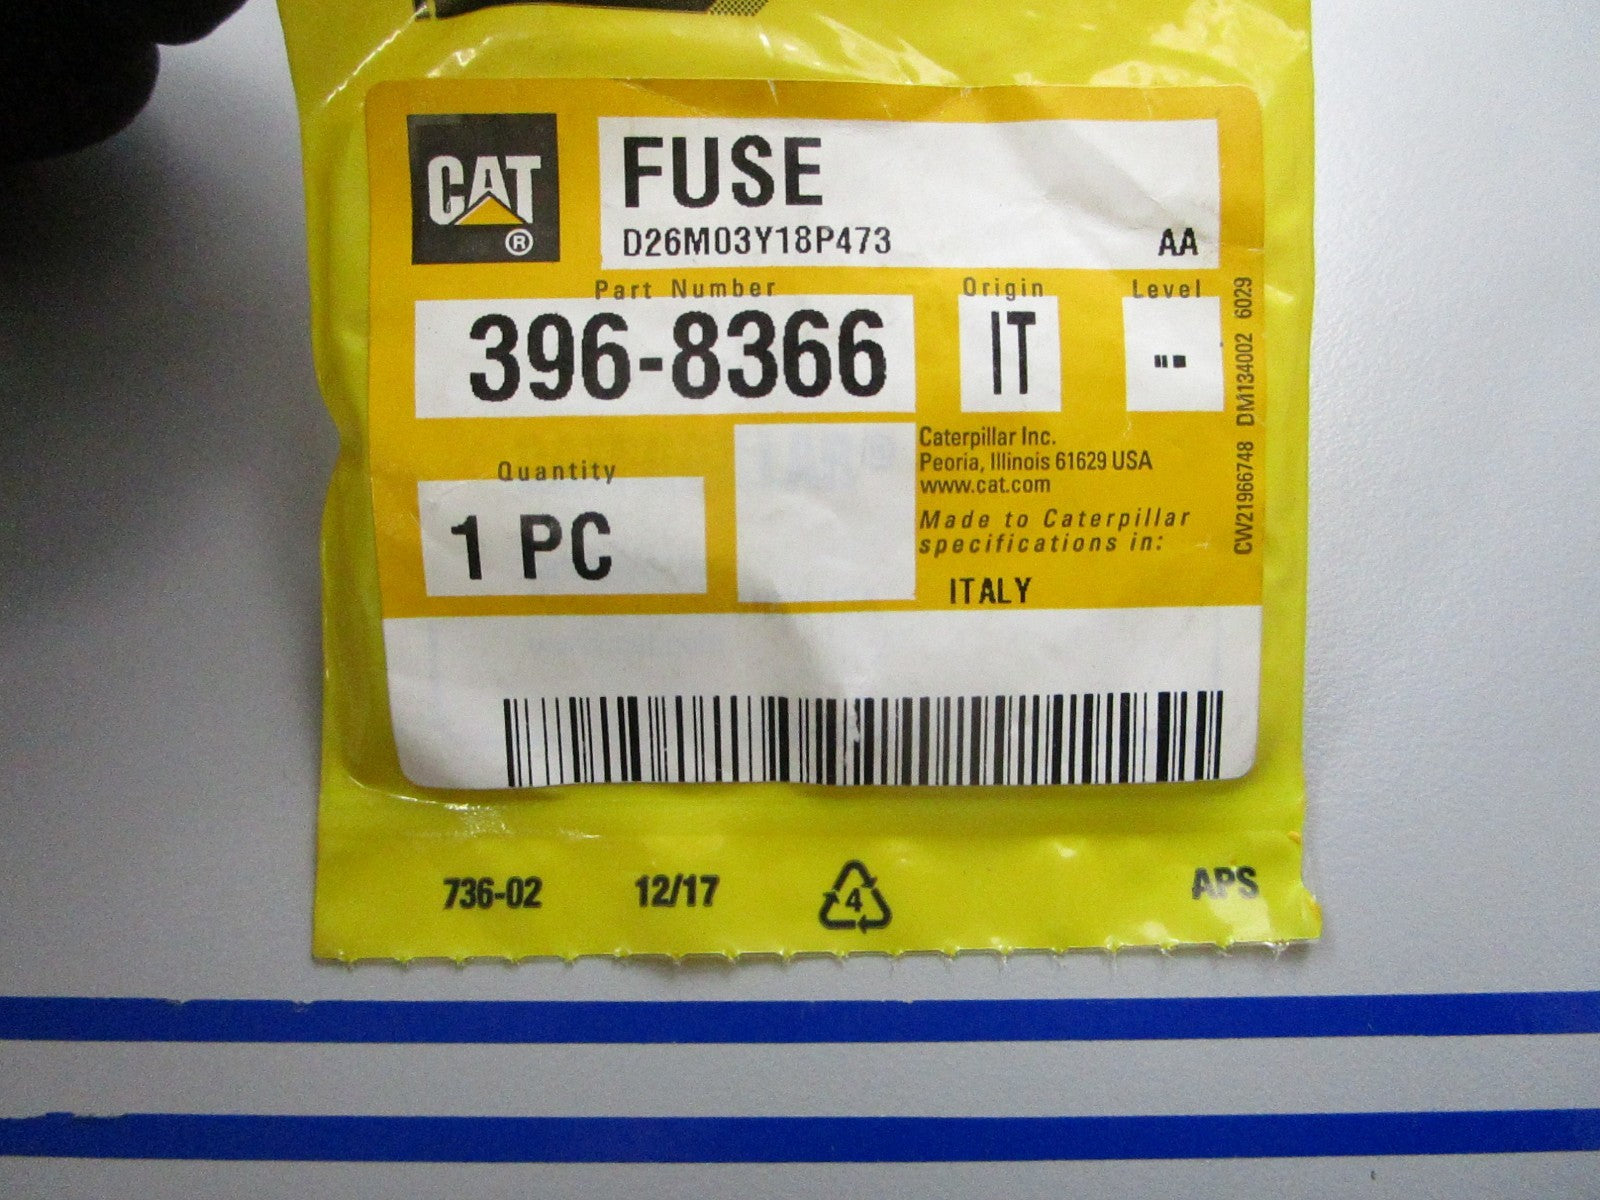 CAT
®
FUSE
D26M03Y18P473 AA
Part Number Origin Level
396-8366 IT --
Quantity
1 PC
Caterpillar Inc.
Peoria, Illinois 61629 USA
www.cat.com
Made to Caterpillar
specifications in:
ITALY
CW21966748 DM134002 6029
736-02 12/17 4 APS